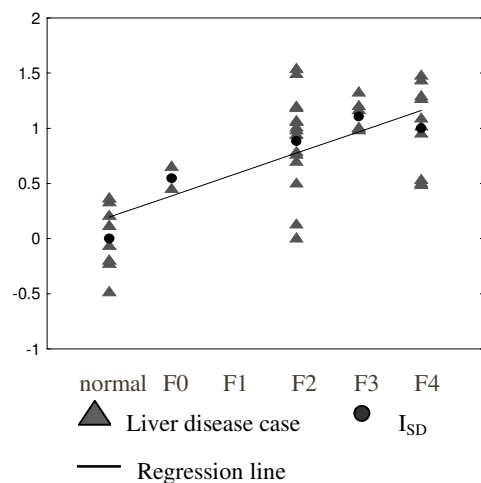 2
1.5
1
0.5
0
-0.5
-1
normal F0 F1 F2 F3 F4
Liver disease case I_SD
Regression line